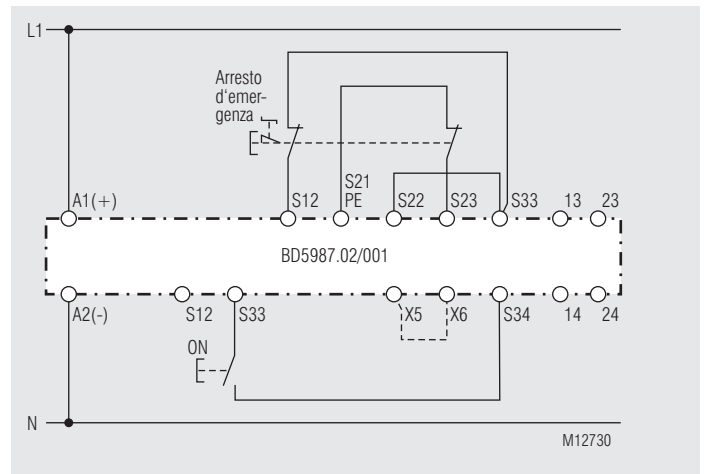 L1
Arresto
d'emer-
genza
A1(+) S12 S21 PE S22 S23 S33 13 23
BD5987.02/001
A2(-) S12 S33 X5 X6 S34 14 24
ON
N
M12730